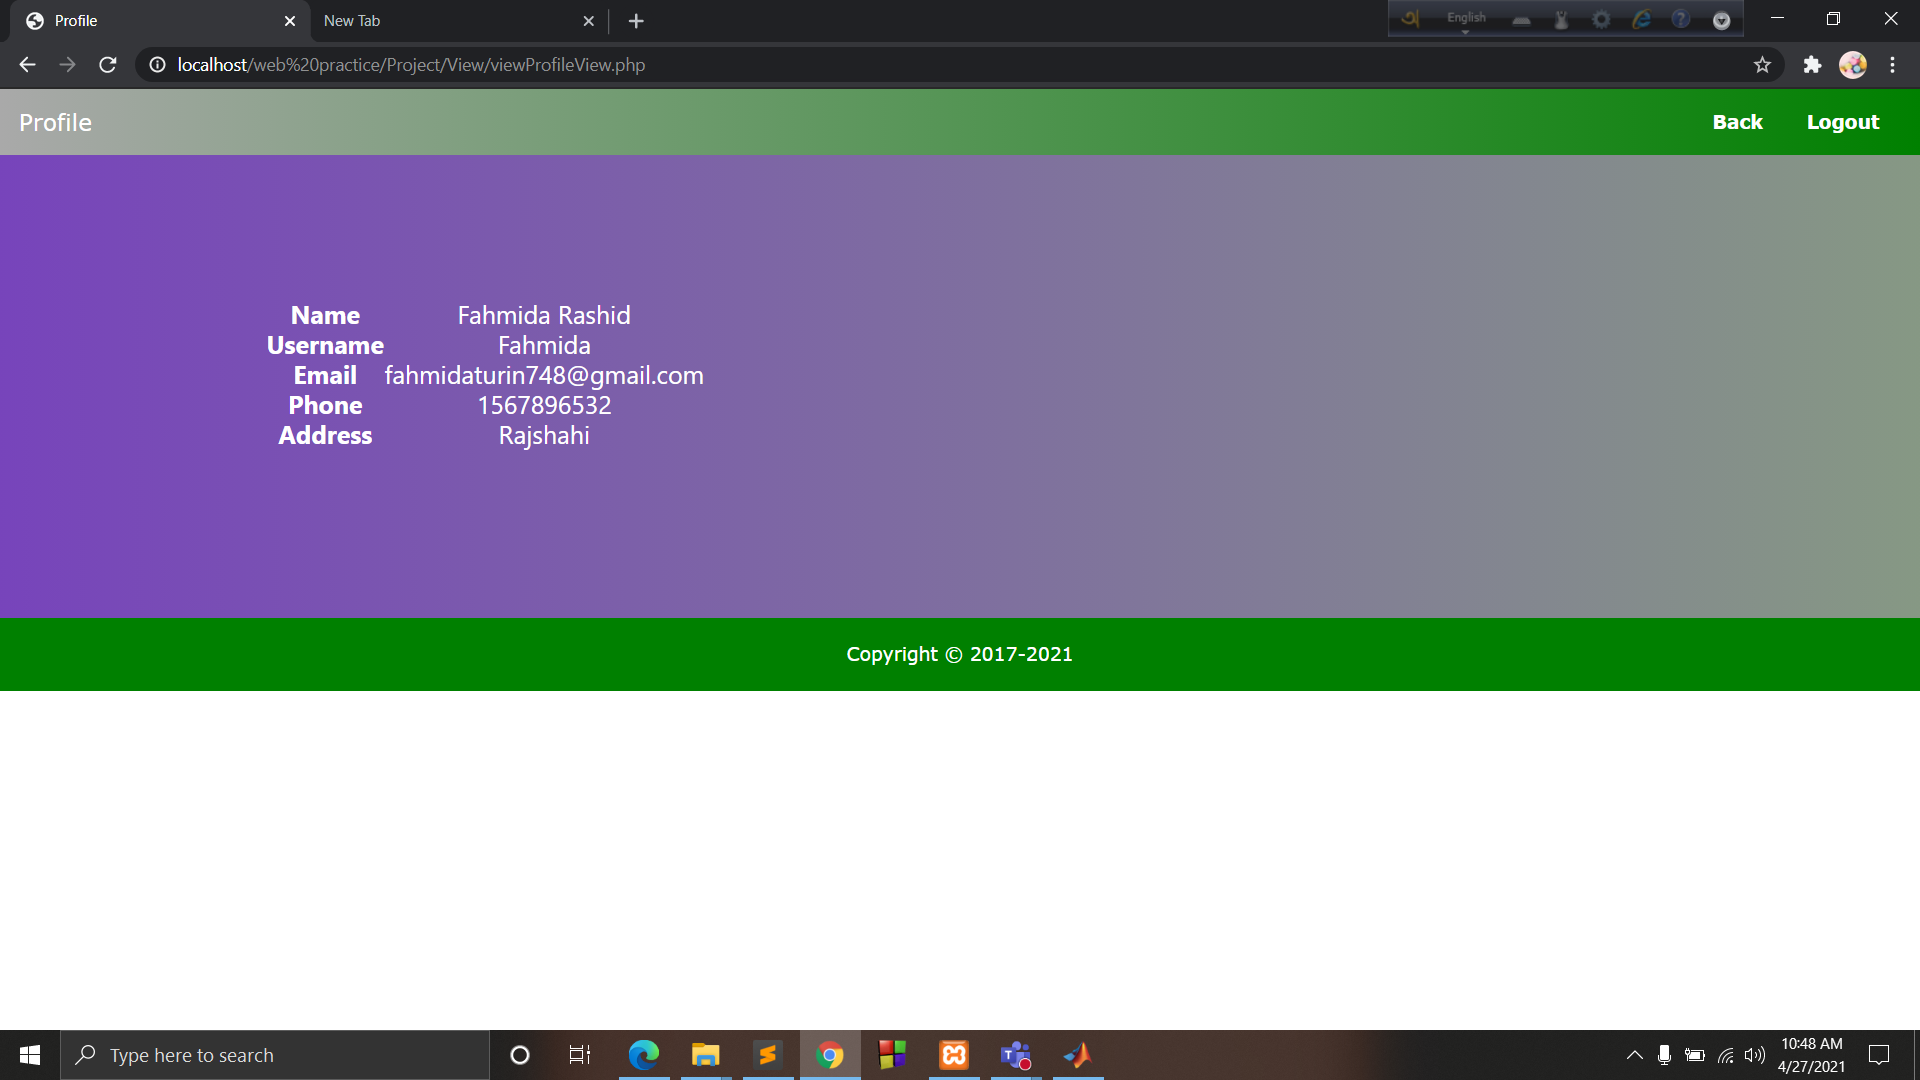 Profile
New Tab
English
localhost/web%20practice/Project/View/viewProfileView.php
Profile Back Logout
Name Fahmida Rashid
Username Fahmida
Email fahmidaturin748@gmail.com
Phone 1567896532
Address Rajshahi
Copyright © 2017-2021
Type here to search
10:48 AM
4/27/2021